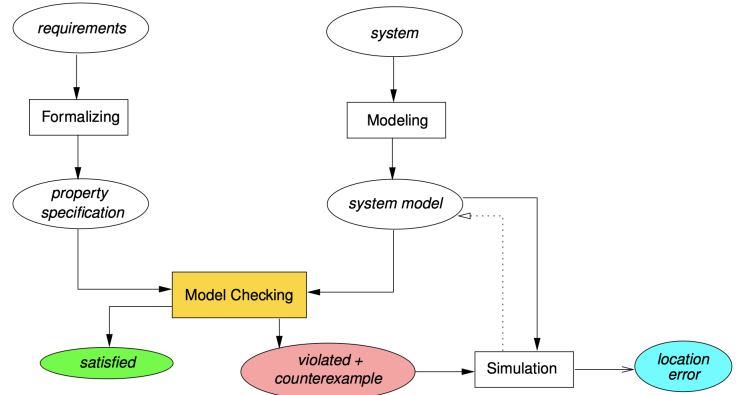 requirements
system
Formalizing
Modeling
property
specification
system model
Model Checking
satisfied
violated +
counterexample
Simulation
location
error